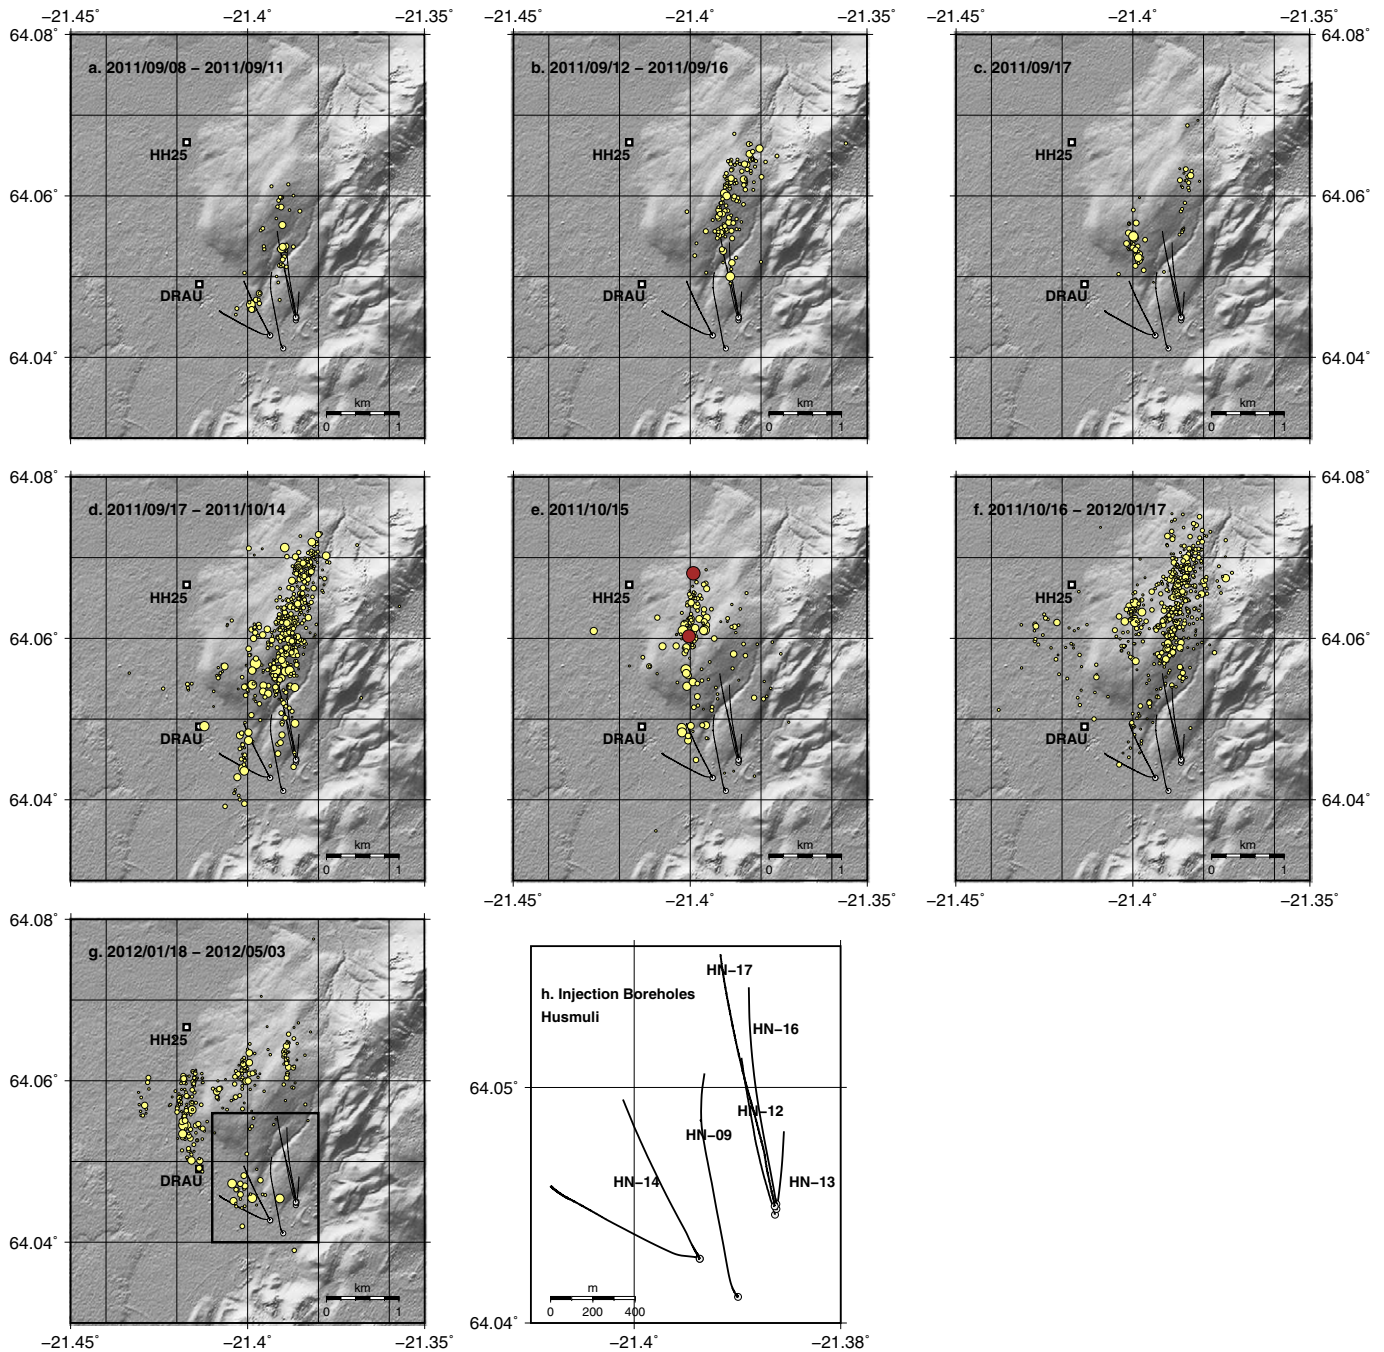 −21.45˚ −21.4˚ −21.35˚ −21.45˚ −21.4˚ −21.35˚
64.08˚ 64.08˚
a. 2011/09/08 − 2011/09/11 b. 2011/09/12 − 2011/09/16 c. 2011/09/17
HH25 HH25 HH25
64.06˚ 64.06˚
DRAU DRAU DRAU
64.04˚ 64.04˚
km km km
0 1 0 1 0 1
64.08˚ 64.08˚
d. 2011/09/17 − 2011/10/14 e. 2011/10/15 f. 2011/10/16 − 2012/01/17
HH25 HH25 HH25
64.06˚ 64.06˚
DRAU DRAU DRAU
64.04˚ 64.04˚
km km km
0 1 0 1 0 1
−21.45˚ −21.4˚ −21.35˚ −21.45˚ −21.4˚ −21.35˚
64.08˚
g. 2012/01/18 − 2012/05/03
HH25
64.06˚
DRAU
64.04˚
km
0 1
−21.45˚ −21.4˚ −21.35˚
HN−17
h. Injection Boreholes
Husmuli
HN−16
64.05˚
HN−12
HN−09
HN−14 HN−13
m
0 200 400
64.04˚
−21.4˚ −21.38˚